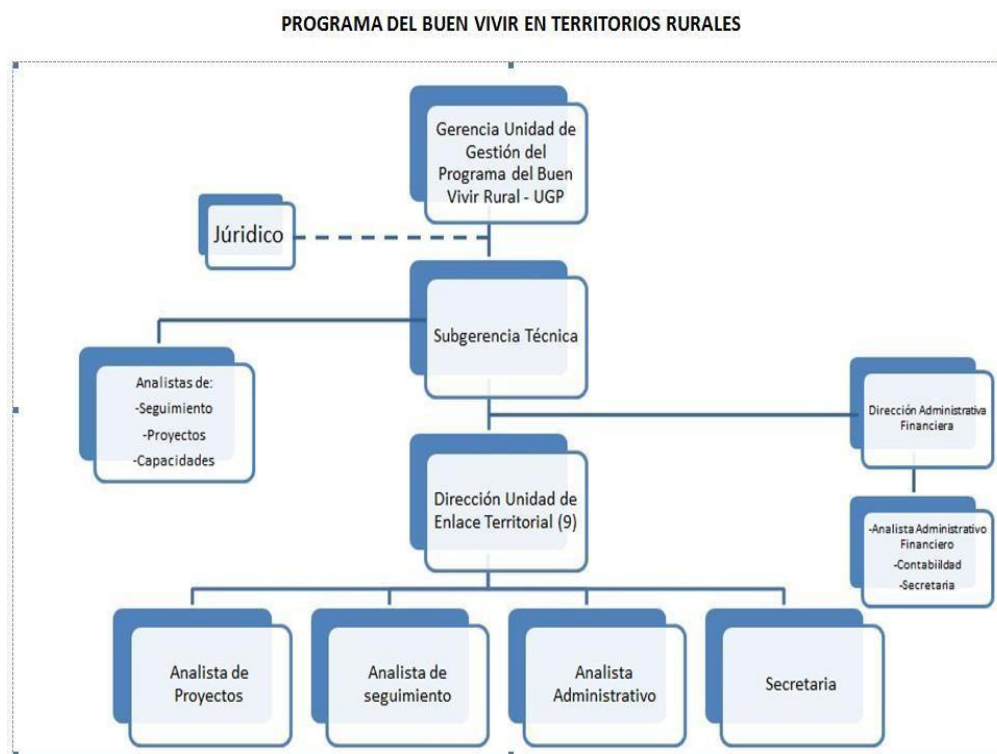 PROGRAMA DEL BUEN VIVIR EN TERRITORIOS RURALES
Gerencia Unidad de
Gestión del
Programa del Buen
Vivir Rural - UGP
Júridico
Subgerencia Técnica
Analistas de:
-Seguimiento
-Proyectos
-Capacidades
Dirección Administrativa
Financiera
Dirección Unidad de
Enlace Territorial (9)
-Analista Administrativo
Financiero
-Contabiildad
-Secretaria
Analista de
Proyectos
Analista de
seguimiento
Analista
Administrativo
Secretaria